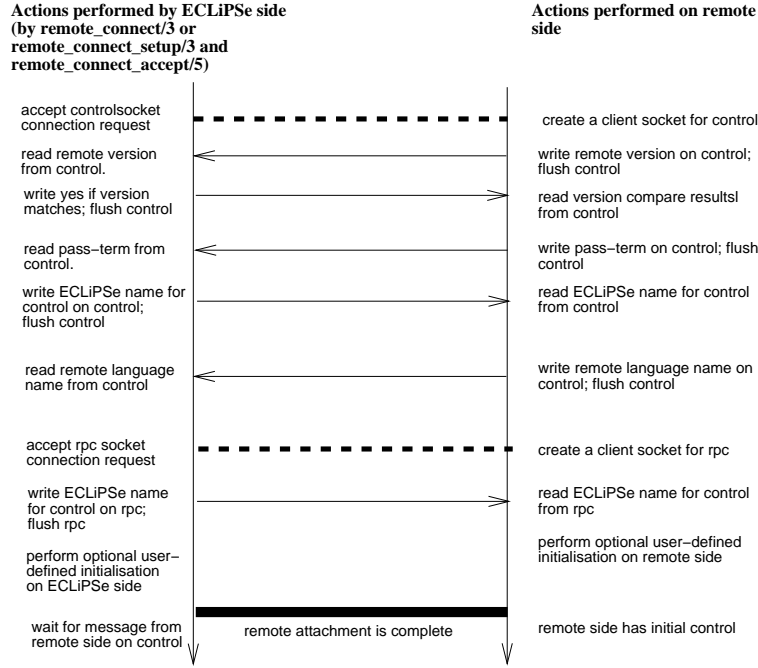 Actions performed by ECLiPSe side
(by remote_connect/3 or
remote_connect_setup/3 and
remote_connect_accept/5)
Actions performed on remote
side
accept controlsocket
connection request
create a client socket for control
read remote version
from control.
write remote version on control;
flush control
write yes if version
matches; flush control
read version compare resultsl
from control
read pass−term from
control.
write pass−term on control; flush
control
write ECLiPSe name for
control on control;
flush control
read ECLiPSe name for control
from control
read remote language
name from control
write remote language name on
control; flush control
accept rpc socket
connection request
create a client socket for rpc
write ECLiPSe name
for control on rpc;
flush rpc
read ECLiPSe name for control
from rpc
perform optional user−
defined initialisation
on ECLiPSe side
perform optional user−defined
initialisation on remote side
wait for message from
remote side on control
remote attachment is complete
remote side has initial control